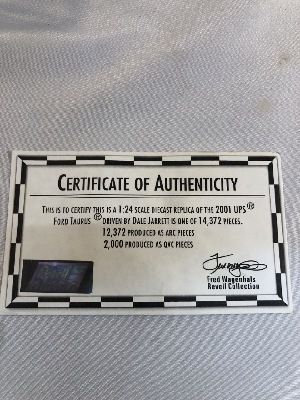 CERTIFICATE OF AUTHENTICITY
THIS IS TO CERTIFY THIS IS A 1:24 SCALE DIECAST REPLICA OF THE 2001 UPS®
FORD TAURUS® DRIVEN BY DALE JARRETT IS ONE OF 14,372 PIECES.
12,372 PRODUCED AS ARC PIECES
2,000 PRODUCED AS QVC PIECES
Fred Wagenhals
Revell Collection